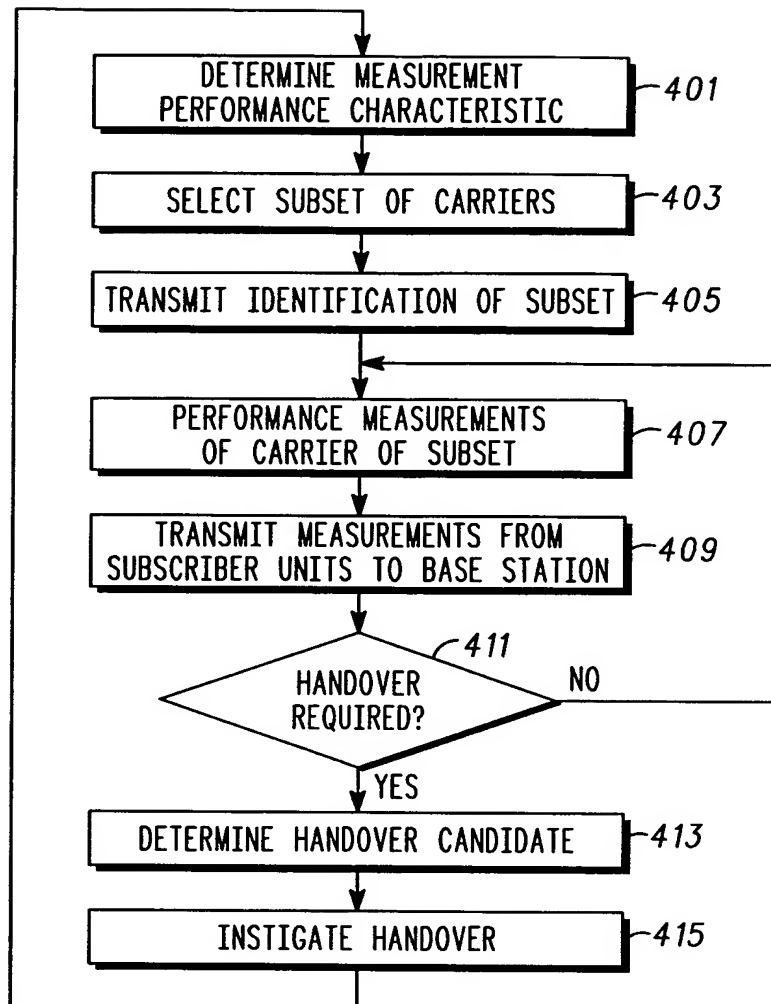 DETERMINE MEASUREMENT
PERFORMANCE CHARACTERISTIC
401
SELECT SUBSET OF CARRIERS
403
TRANSMIT IDENTIFICATION OF SUBSET
405
PERFORMANCE MEASUREMENTS
OF CARRIER OF SUBSET
407
TRANSMIT MEASUREMENTS FROM
SUBSCRIBER UNITS TO BASE STATION
409
411
HANDOVER
REQUIRED?
NO
YES
DETERMINE HANDOVER CANDIDATE
413
INSTIGATE HANDOVER
415